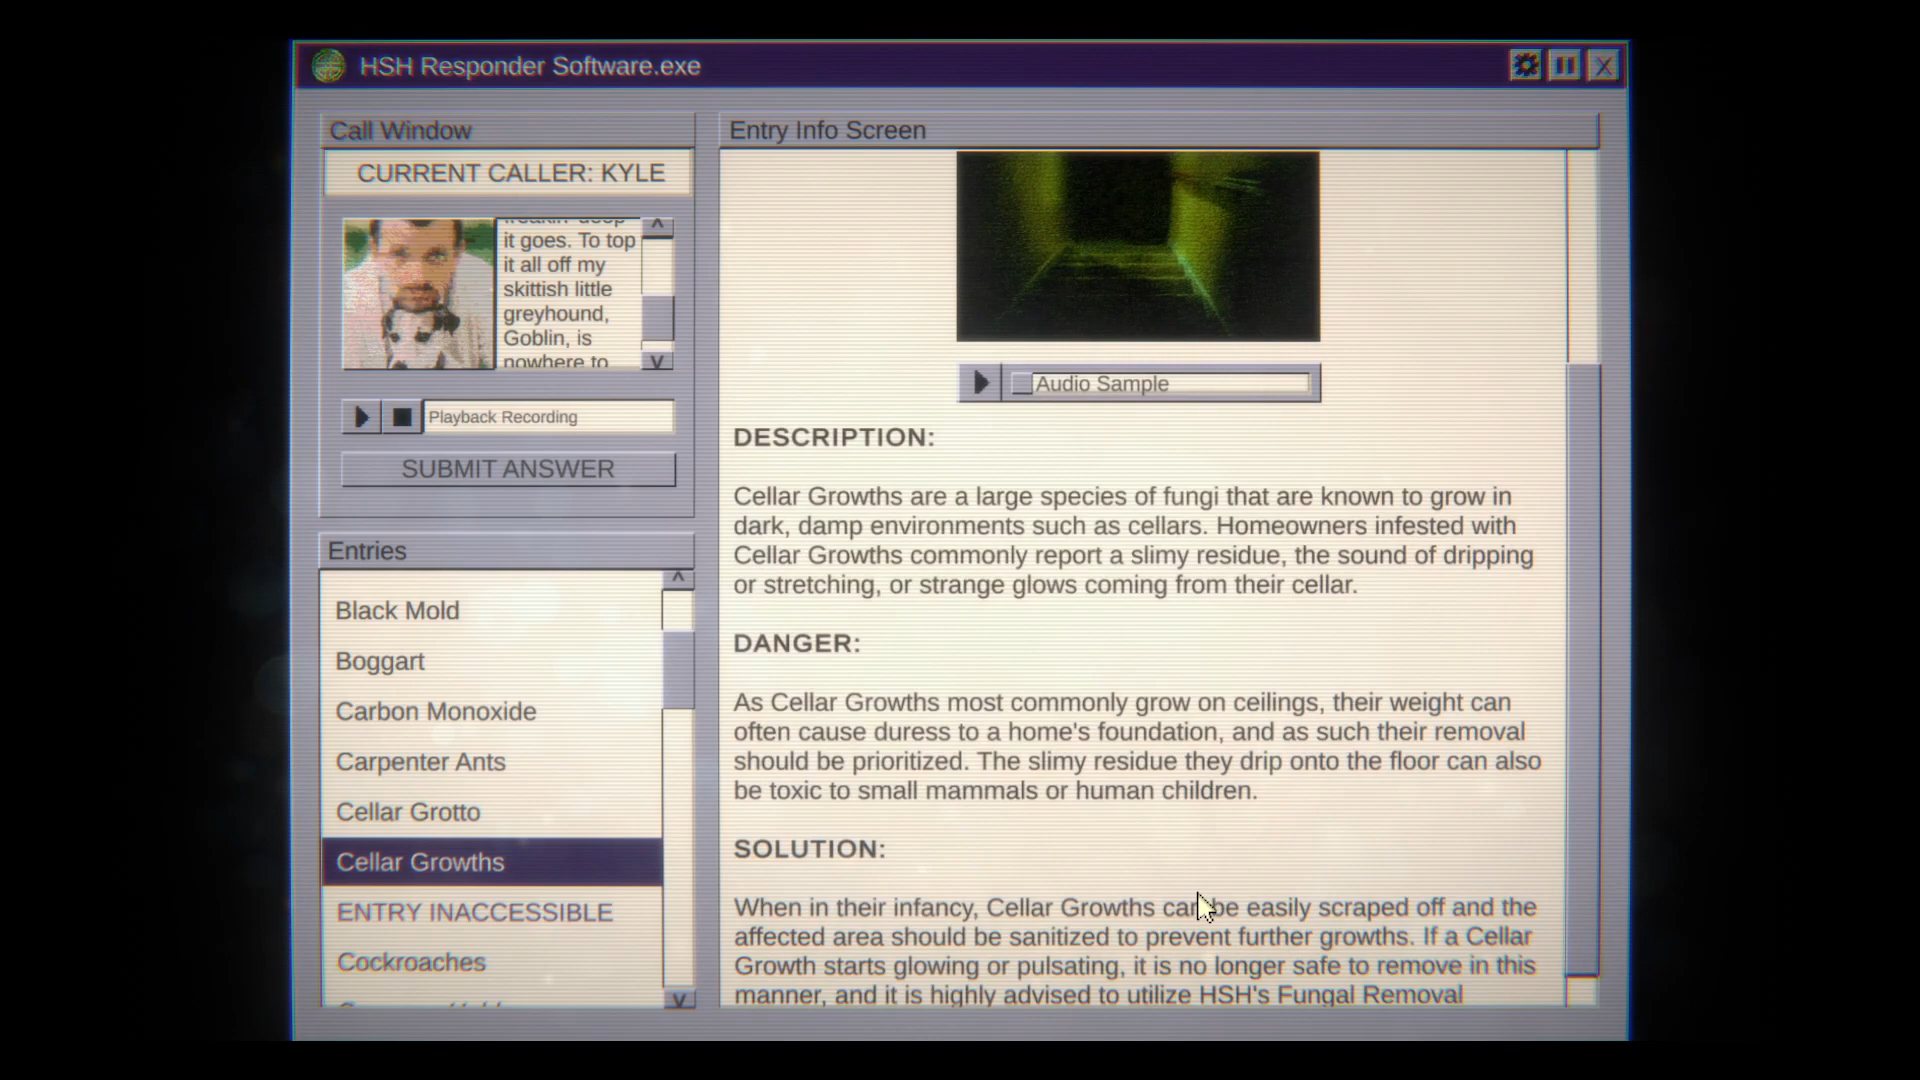 HSH Responder Software.exe
Call Window
CURRENT CALLER: KYLE
freakin' deep
it goes. To top
it all off my
skittish little
greyhound,
Goblin, is
nowhere to
Playback Recording
SUBMIT ANSWER
Entries
Black Mold
Boggart
Carbon Monoxide
Carpenter Ants
Cellar Grotto
Cellar Growths
ENTRY INACCESSIBLE
Cockroaches
Entry Info Screen
Audio Sample
DESCRIPTION:
Cellar Growths are a large species of fungi that are known to grow in
dark, damp environments such as cellars. Homeowners infested with
Cellar Growths commonly report a slimy residue, the sound of dripping
or stretching, or strange glows coming from their cellar.
DANGER:
As Cellar Growths most commonly grow on ceilings, their weight can
often cause duress to a home's foundation, and as such their removal
should be prioritized. The slimy residue they drip onto the floor can also
be toxic to small mammals or human children.
SOLUTION:
When in their infancy, Cellar Growths can be easily scraped off and the
affected area should be sanitized to prevent further growths. If a Cellar
Growth starts glowing or pulsating, it is no longer safe to remove in this
manner, and it is highly advised to utilize HSH's Fungal Removal